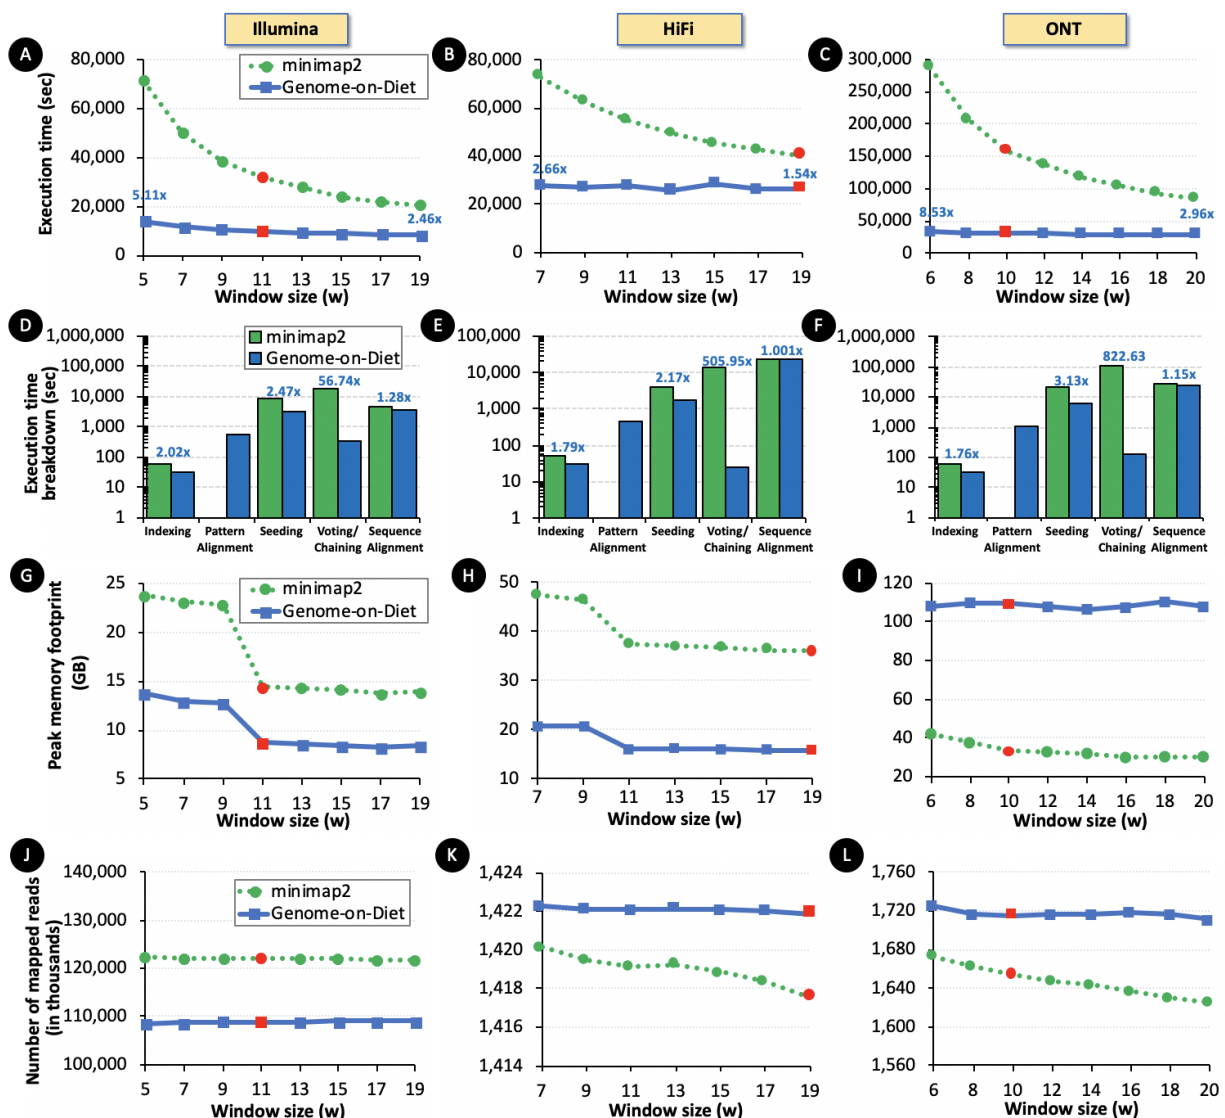 Illumina
HiFi
ONT
A
Execution time (sec)
80,000
60,000
40,000
20,000
0
minimap2
Genome-on-Diet
5.11x
2.46x
5 7 9 11 13 15 17 19
Window size (w)
B
80,000
60,000
40,000
20,000
0
2.66x
1.54x
7 9 11 13 15 17 19
Window size (w)
C
300,000
250,000
200,000
150,000
100,000
50,000
0
8.53x
2.96x
6 8 10 12 14 16 18 20
Window size (w)
D
Execution time
breakdown (sec)
1,000,000
100,000
10,000
1,000
100
10
1
minimap2
Genome-on-Diet
2.02x
2.47x
56.74x
1.28x
Indexing Pattern Seeding Voting/ Sequence
Alignment Chaining Alignment
E
100,000
10,000
1,000
100
10
1
1.79x
2.17x
505.95x
1.001x
Indexing Pattern Seeding Voting/ Sequence
Alignment Chaining Alignment
F
1,000,000
100,000
10,000
1,000
100
10
1
1.76x
3.13x
822.63
1.15x
Indexing Pattern Seeding Voting/ Sequence
Alignment Chaining Alignment
G
Peak memory footprint
(GB)
25
20
15
10
5
minimap2
Genome-on-Diet
5 7 9 11 13 15 17 19
Window size (w)
H
50
40
30
20
10
7 9 11 13 15 17 19
Window size (w)
I
120
100
80
60
40
20
6 8 10 12 14 16 18 20
Window size (w)
J
Number of mapped reads
(in thousands)
140,000
130,000
120,000
110,000
100,000
minimap2
Genome-on-Diet
5 7 9 11 13 15 17 19
Window size (w)
K
1,424
1,422
1,420
1,418
1,416
1,414
7 9 11 13 15 17 19
Window size (w)
L
1,760
1,720
1,680
1,640
1,600
1,560
6 8 10 12 14 16 18 20
Window size (w)